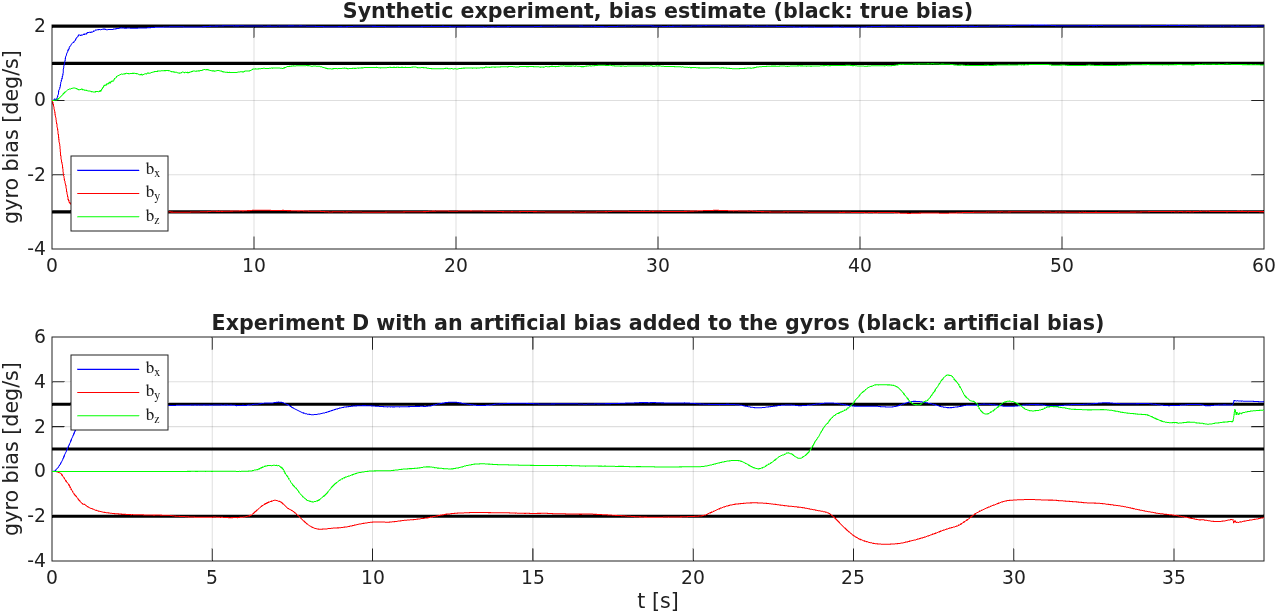 Synthetic experiment, bias estimate (black: true bias)
gyro bias [deg/s]
2
0
-2
-4
b_x
b_y
b_z
0 10 20 30 40 50 60
Experiment D with an artificial bias added to the gyros (black: artificial bias)
gyro bias [deg/s]
6
4
2
0
-2
-4
b_x
b_y
b_z
0 5 10 15 20 25 30 35
t [s]